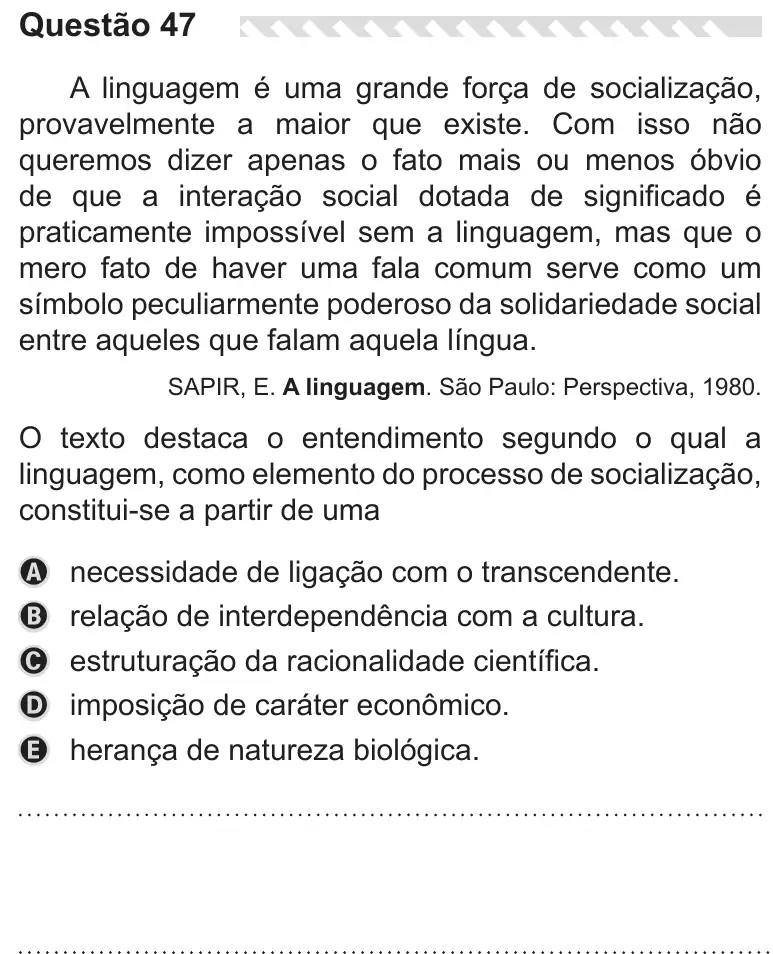 Questão 47
A linguagem é uma grande força de socialização,
provavelmente a maior que existe. Com isso não
queremos dizer apenas o fato mais ou menos óbvio
de que a interação social dotada de significado é
praticamente impossível sem a linguagem, mas que o
mero fato de haver uma fala comum serve como um
símbolo peculiarmente poderoso da solidariedade social
entre aqueles que falam aquela língua.
SAPIR, E. A linguagem. São Paulo: Perspectiva, 1980.
O texto destaca o entendimento segundo o qual a
linguagem, como elemento do processo de socialização,
constitui-se a partir de uma
A necessidade de ligação com o transcendente.
B relação de interdependência com a cultura.
C estruturação da racionalidade científica.
D imposição de caráter econômico.
E herança de natureza biológica.